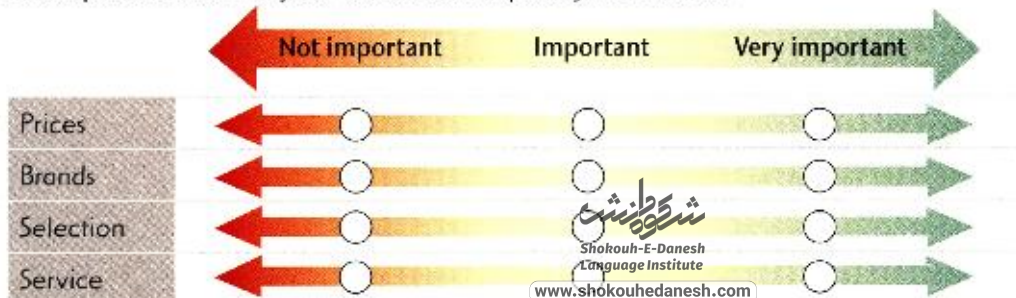 Not important Important Very important
Prices
Brands
Selection
Service
شکوه دانش
Shokouh-E-Danesh
Language Institute
www.shokouhedanesh.com